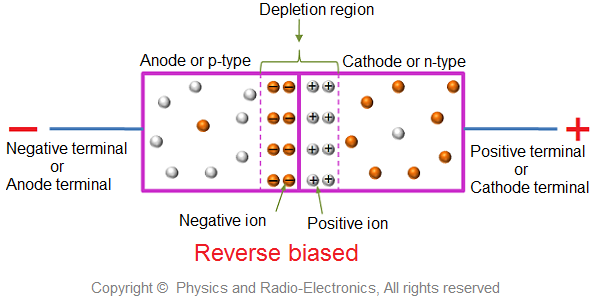 Depletion region
Anode or p-type
Cathode or n-type
Negative terminal
or
Anode terminal
Positive terminal
or
Cathode terminal
Negative ion
Positive ion
Reverse biased
Copyright © Physics and Radio-Electronics, All rights reserved